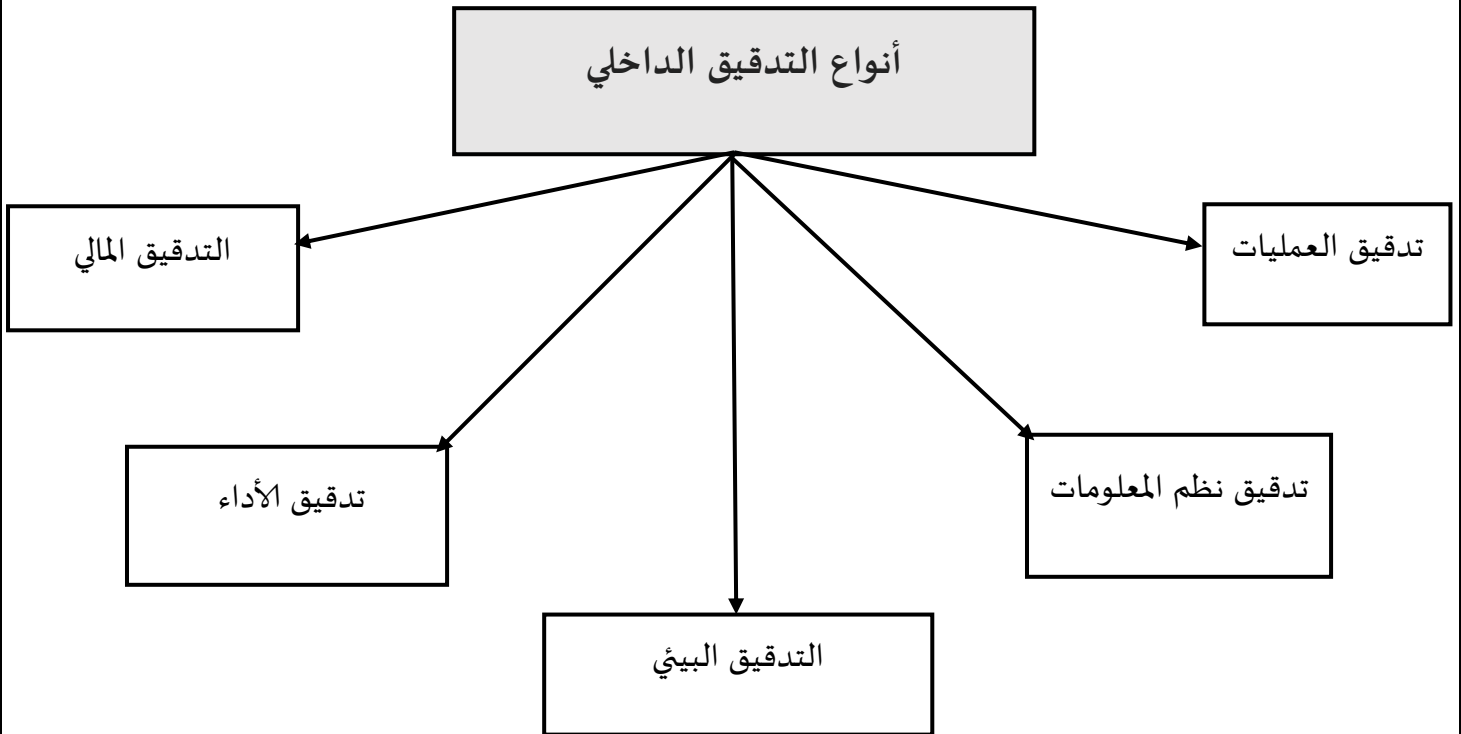 أنواع التدقيق الداخلي
تدقيق العمليات
التدقيق المالي
تدقيق نظم المعلومات
تدقيق الأداء
التدقيق البيئي